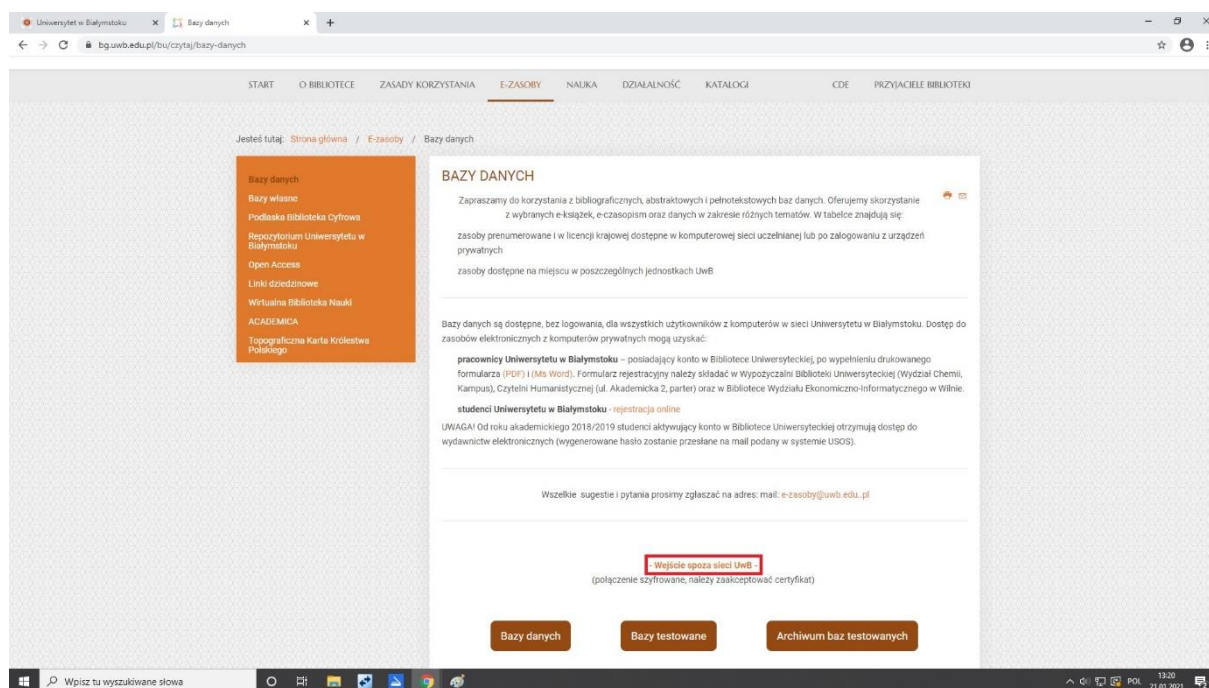 Uniwersytet w Białymstoku
Bazy danych
bg.uwb.edu.pl/bu/czytaj/bazy-danych
START O BIBLIOTECE ZASADY KORZYSTANIA E-ZASOBY NAUKA DZIAŁALNOŚĆ KATALOGI CDE PRZYJACIELE BIBLIOTEKI
Jesteś tutaj: Strona główna / E-zasoby / Bazy danych
Bazy danych
Bazy własne
Podlaska Biblioteka Cyfrowa
Repozytorium Uniwersytetu w
Białymstoku
Open Access
Linki dziedzinowe
Wirtualna Biblioteka Nauki
ACADEMICA
Topograficzna Karta Królestwa
Polskiego
BAZY DANYCH
Zapraszamy do korzystania z bibliograficznych, abstraktowych i pełnotekstowych baz danych. Oferujemy skorzystanie
z wybranych e-książek, e-czasopism oraz danych w zakresie różnych tematów. W tabelce znajdują się:
zasoby prenumerowane i w licencji krajowej dostępne w komputerowej sieci uczelnianej lub po zalogowaniu z urządzeń
prywatnych
zasoby dostępne na miejscu w poszczególnych jednostkach UwB
Bazy danych są dostępne, bez logowania, dla wszystkich użytkowników z komputerów w sieci Uniwersytetu w Białymstoku. Dostęp do
zasobów elektronicznych z komputerów prywatnych mogą uzyskać:
pracownicy Uniwersytetu w Białymstoku – posiadający konto w Bibliotece Uniwersyteckiej, po wypełnieniu drukowanego
formularza (PDF) i (Ms Word). Formularz rejestracyjny należy składać w Wypożyczalni Biblioteki Uniwersyteckiej (Wydział Chemii,
Kampus), Czytelni Humanistycznej (ul. Akademicka 2, parter) oraz w Bibliotece Wydziału Ekonomiczno-Informatycznego w Wilnie.
studenci Uniwersytetu w Białymstoku - rejestracja online
UWAGA! Od roku akademickiego 2018/2019 studenci aktywujący konto w Bibliotece Uniwersyteckiej otrzymują dostęp do
wydawnictw elektronicznych (wygenerowane hasło zostanie przesłane na mail podany w systemie USOS).
Wszelkie sugestie i pytania prosimy zgłaszać na adres: mail: e-zasoby@uwb.edu..pl
- Wejście spoza sieci UwB -
(połączenie szyfrowane, należy zaakceptować certyfikat)
Bazy danych Bazy testowane Archiwum baz testowanych
Wpisz tu wyszukiwane słowa
POL
13:20
21.01.2021